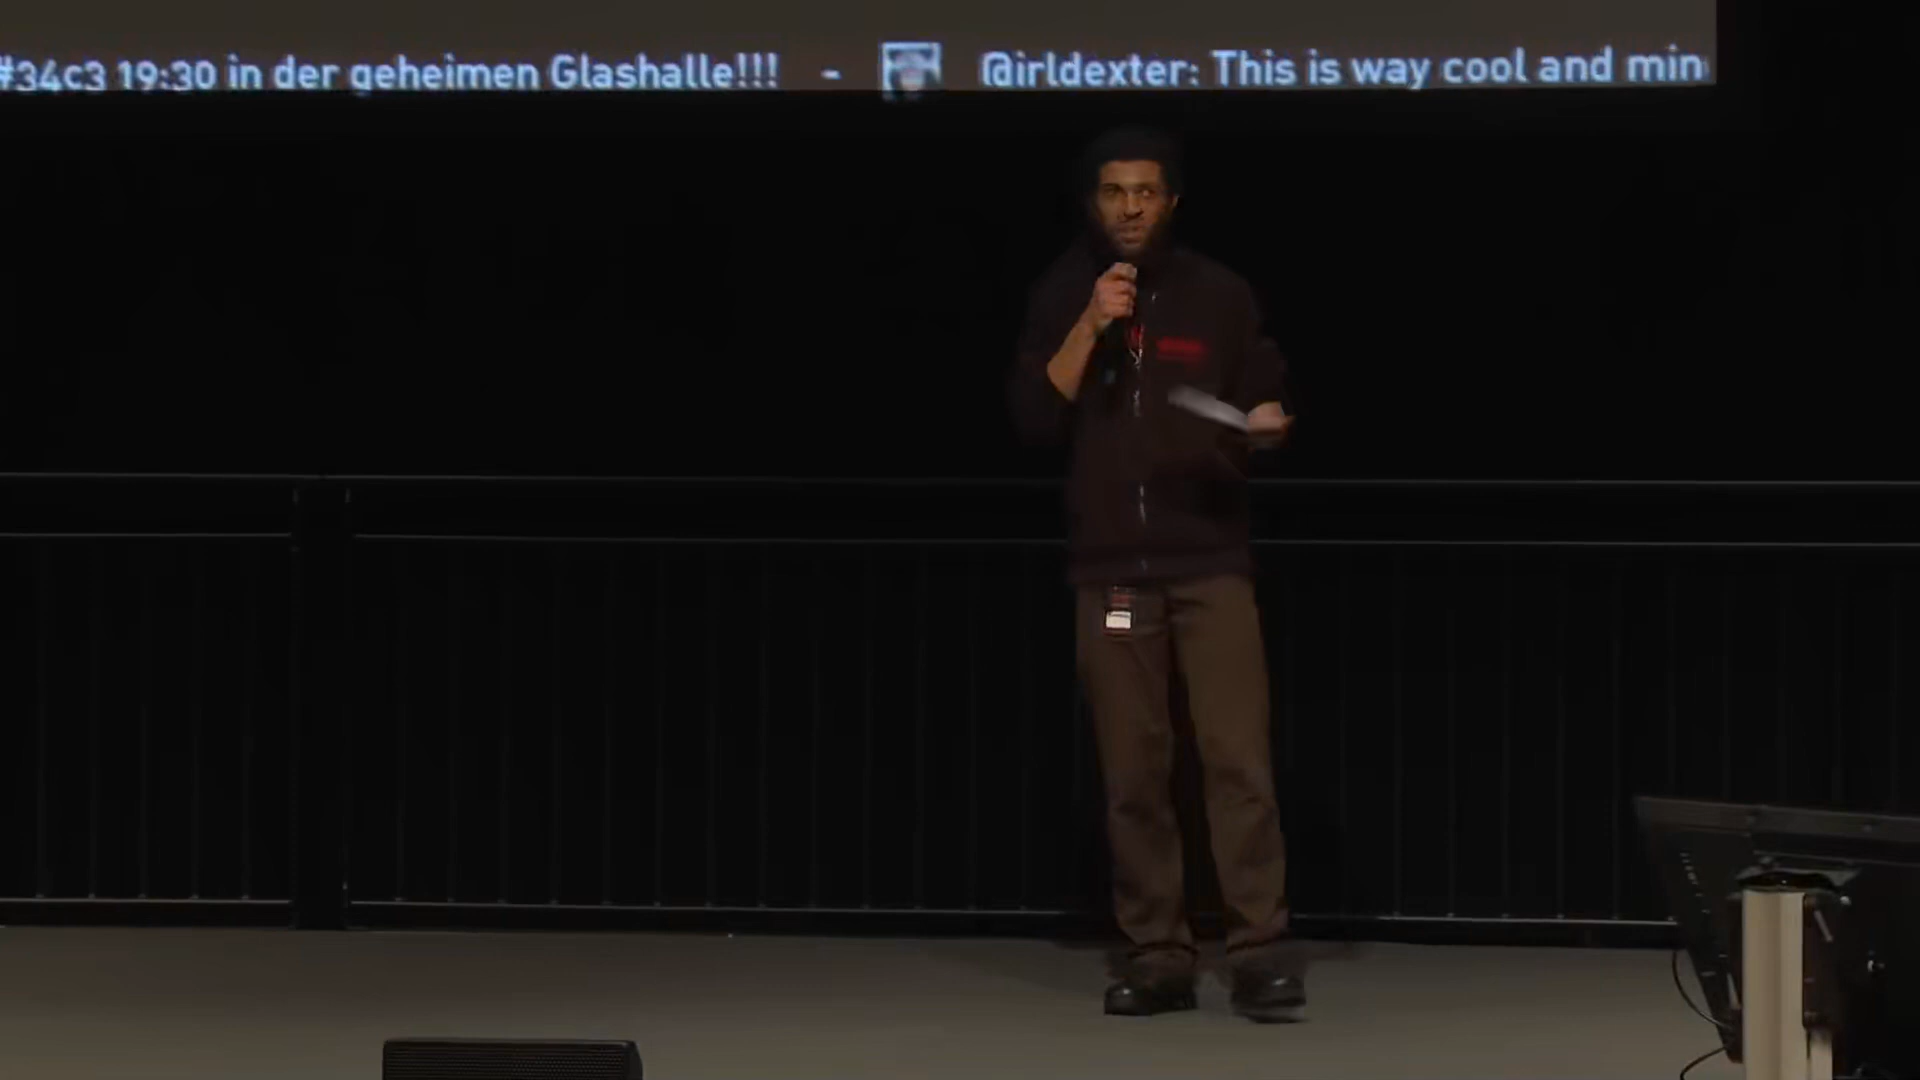 #34c3 19:30 in der geheimen Glashalle!!! - @irldexter: This is way cool and min